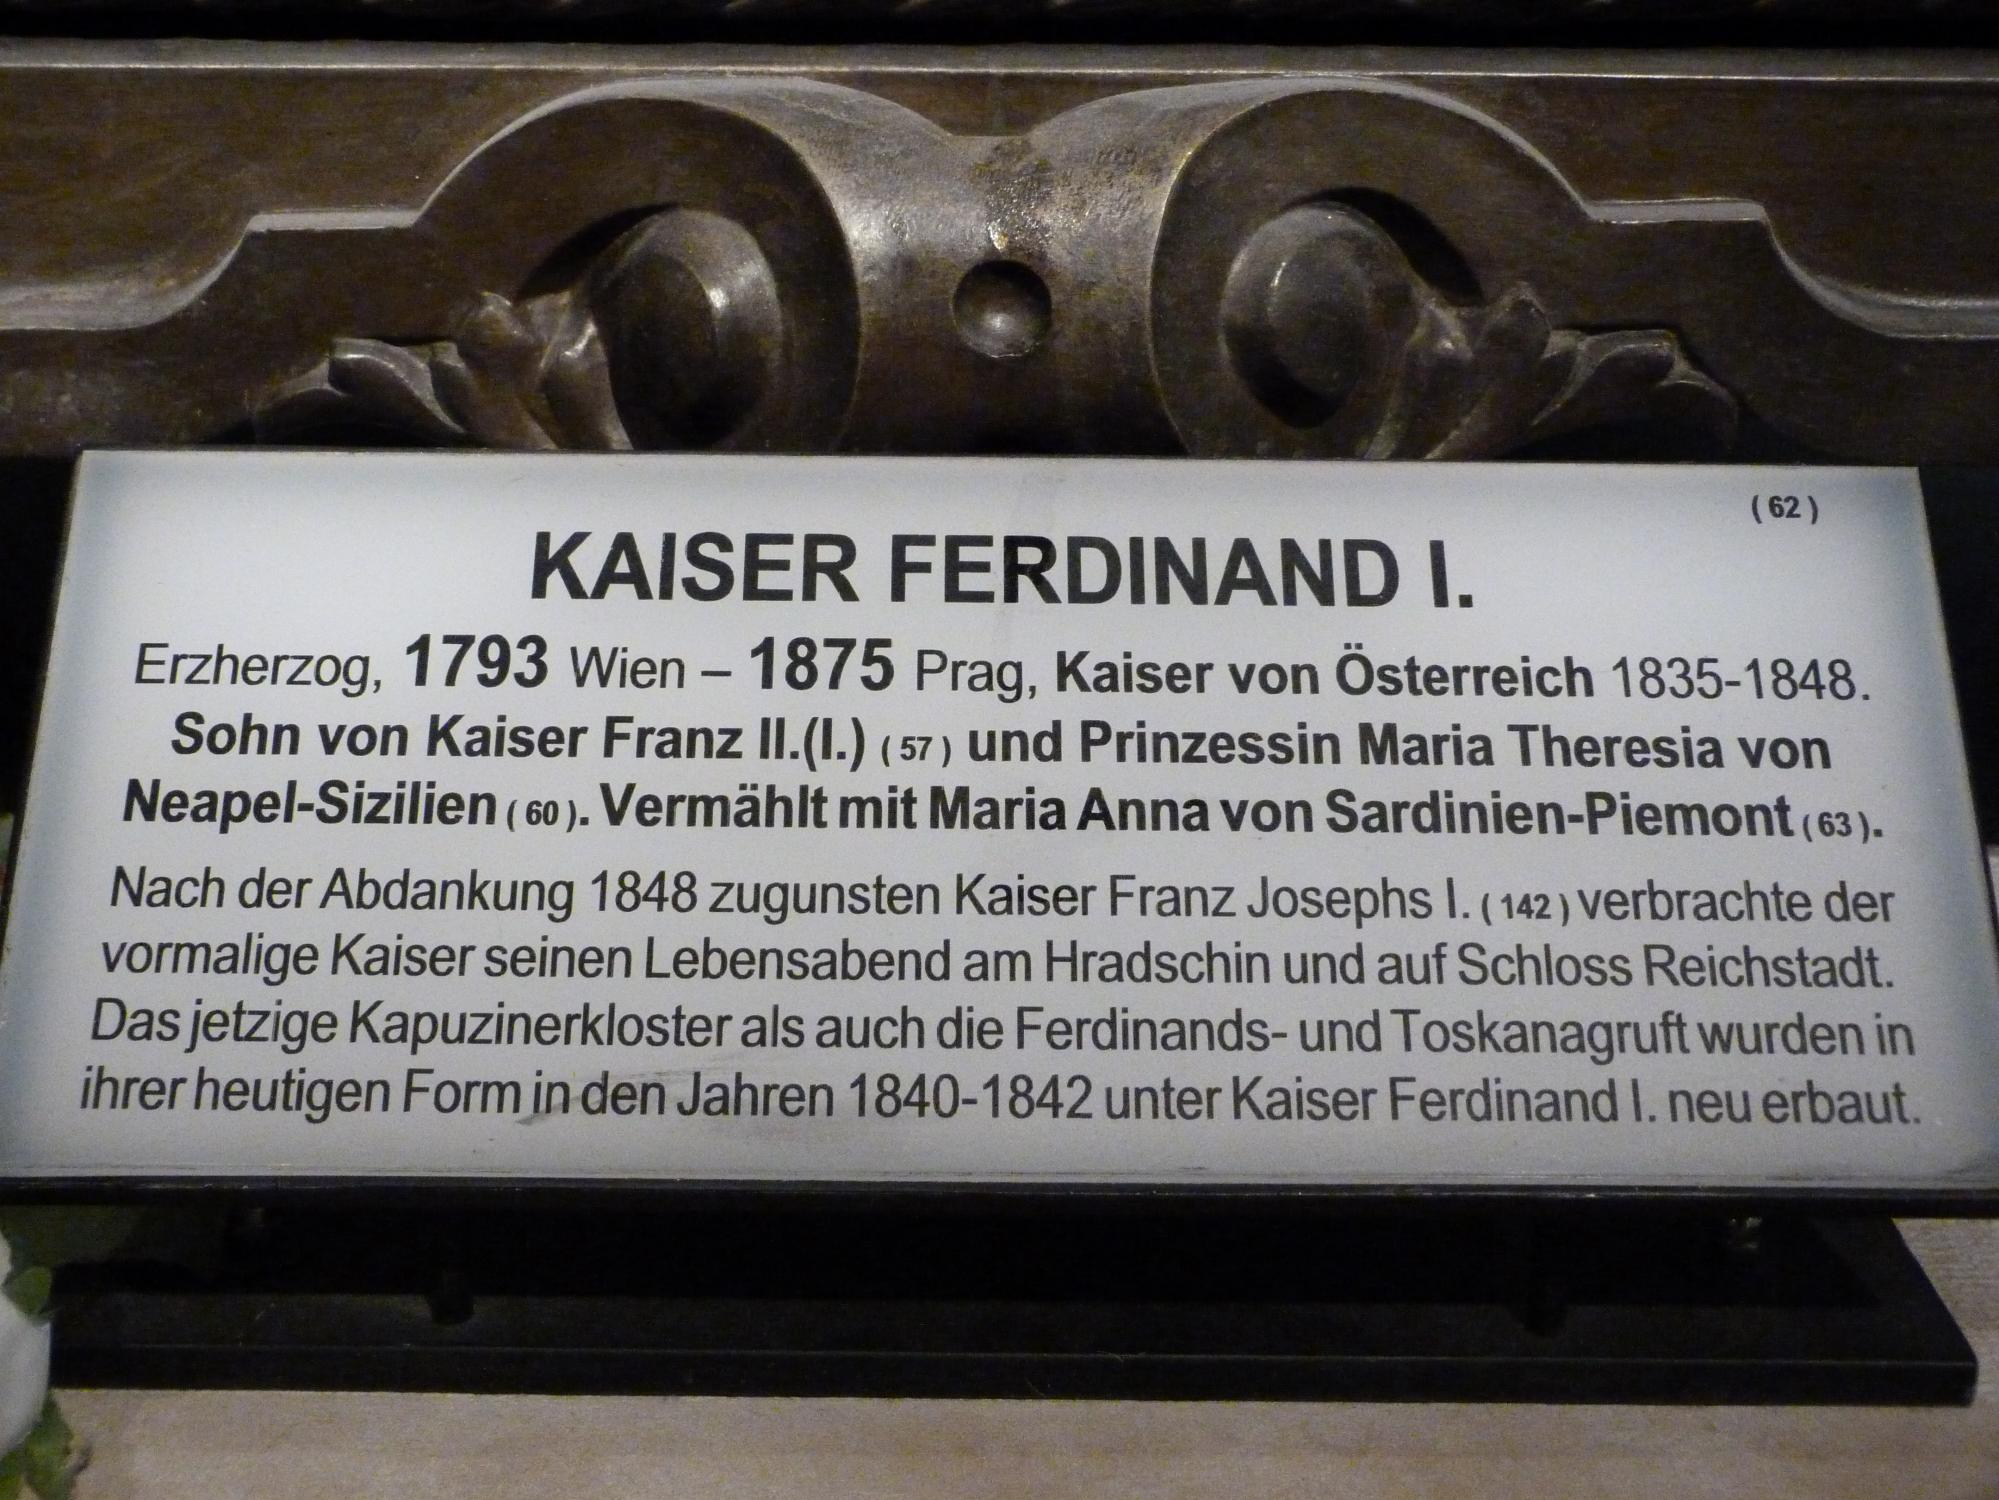 ( 62 )
KAISER FERDINAND I.
Erzherzog, 1793 Wien – 1875 Prag, Kaiser von Österreich 1835-1848.
Sohn von Kaiser Franz II.(I.) ( 57 ) und Prinzessin Maria Theresia von
Neapel-Sizilien ( 60 ). Vermählt mit Maria Anna von Sardinien-Piemont ( 63 ).
Nach der Abdankung 1848 zugunsten Kaiser Franz Josephs I. ( 142 ) verbrachte der
vormalige Kaiser seinen Lebensabend am Hradschin und auf Schloss Reichstadt.
Das jetzige Kapuzinerkloster als auch die Ferdinands- und Toskanagruft wurden in
ihrer heutigen Form in den Jahren 1840-1842 unter Kaiser Ferdinand I. neu erbaut.